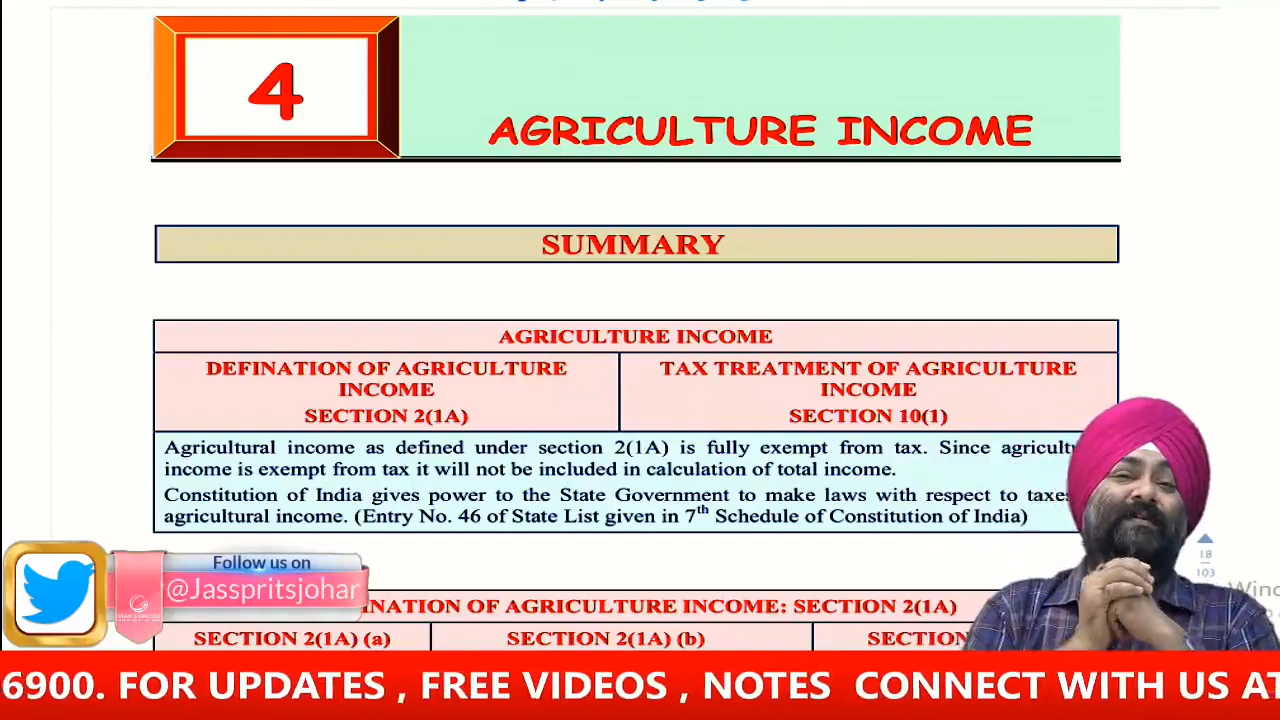 4
AGRICULTURE INCOME
SUMMARY
AGRICULTURE INCOME
DEFINATION OF AGRICULTURE
INCOME
SECTION 2(1A)
TAX TREATMENT OF AGRICULTURE
INCOME
SECTION 10(1)
Agricultural income as defined under section 2(1A) is fully exempt from tax. Since
income is exempt from tax it will not be included in calculation of total income.
Constitution of India gives power to the State Government to make laws with respect to taxes
agricultural income. (Entry No. 46 of State List given in 7th Schedule of Constitution of India)
18
103
Follow us on
@Jasspritsjohar
OF AGRICULTURE INCOME: SECTION 2(1A)
SECTION 2(1A) (a)
SECTION 2(1A) (b)
SECTION
6900. FOR UPDATES , FREE VIDEOS , NOTES CONNECT WITH US AT